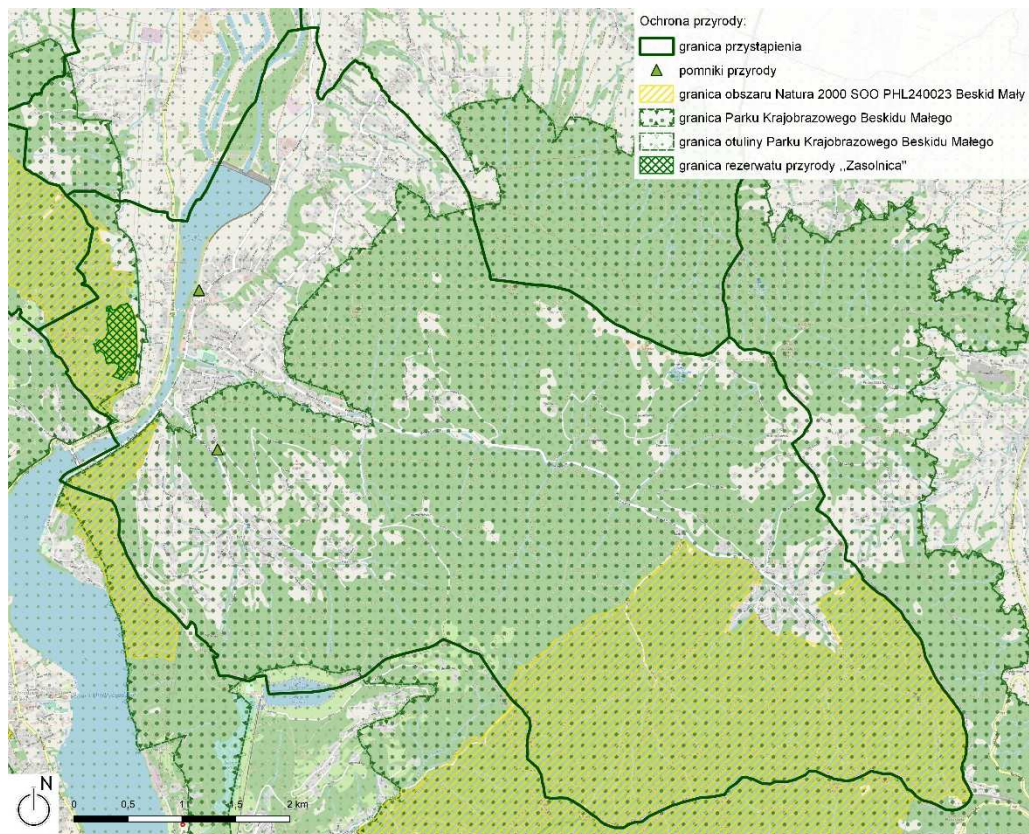 Ochrona przyrody:
granica przystąpienia
pomniki przyrody
granica obszaru Natura 2000 SOO PHL240023 Beskid Mały
granica Parku Krajobrazowego Beskidu Małego
granica otuliny Parku Krajobrazowego Beskidu Małego
granica rezerwatu przyrody ,,Zasolnica"
N
0 0,5 1 1,5 2 km